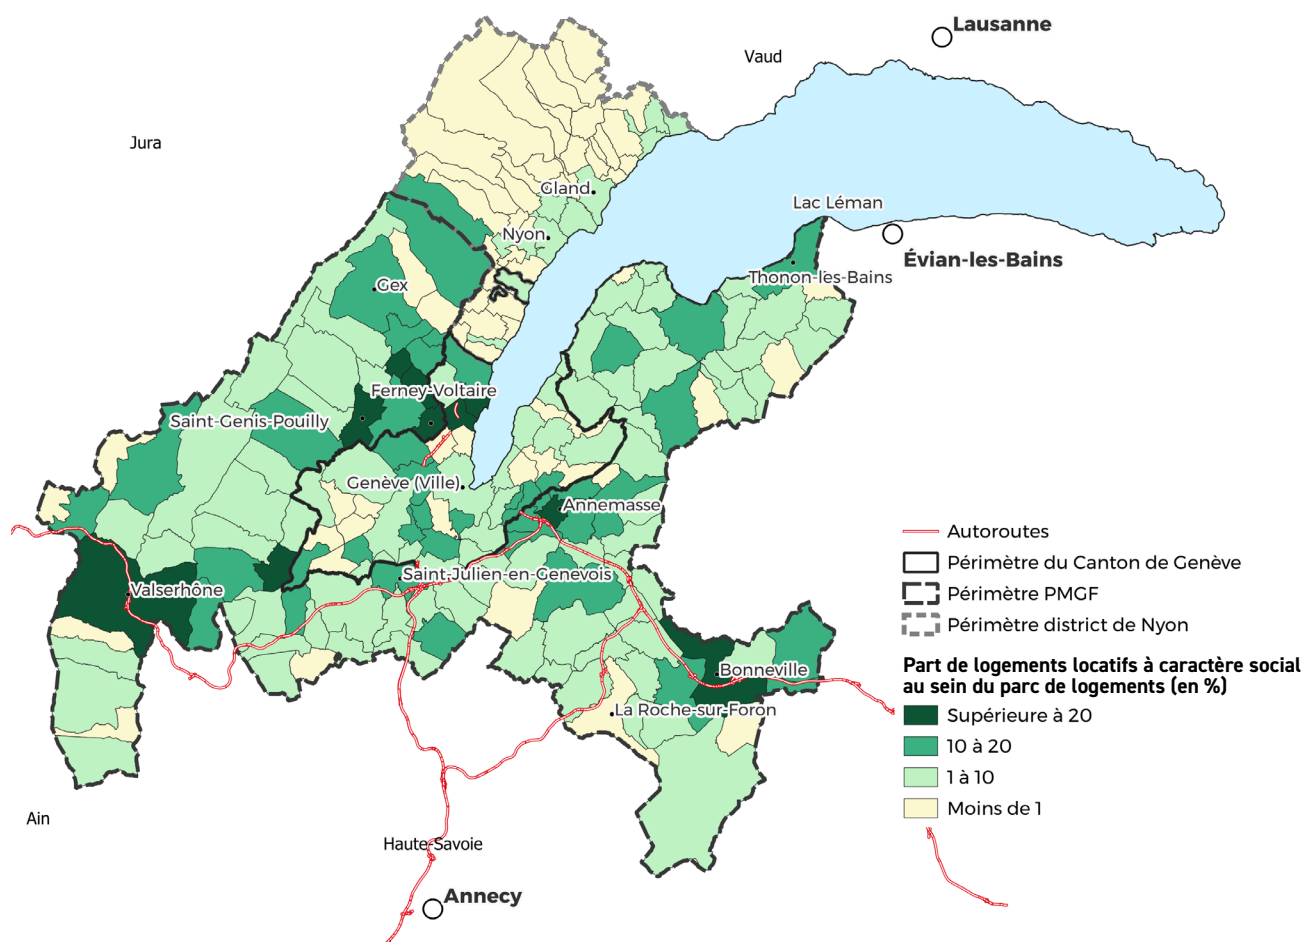 Lausanne
Vaud
Jura
Gland
Lac Léman
Nyon
Évian-les-Bains
Thonon-les-Bains
Gex
Ferney-Voltaire
Saint-Genis-Pouilly
Genève (Ville)
Annemasse
Saint-Julien-en-Genevois
Valserhône
Bonneville
La Roche-sur-Foron
Ain
Haute-Savoie
Annecy
Autoroutes
Périmètre du Canton de Genève
Périmètre PMGF
Périmètre district de Nyon
Part de logements locatifs à caractère social
au sein du parc de logements (en %)
Supérieure à 20
10 à 20
1 à 10
Moins de 1